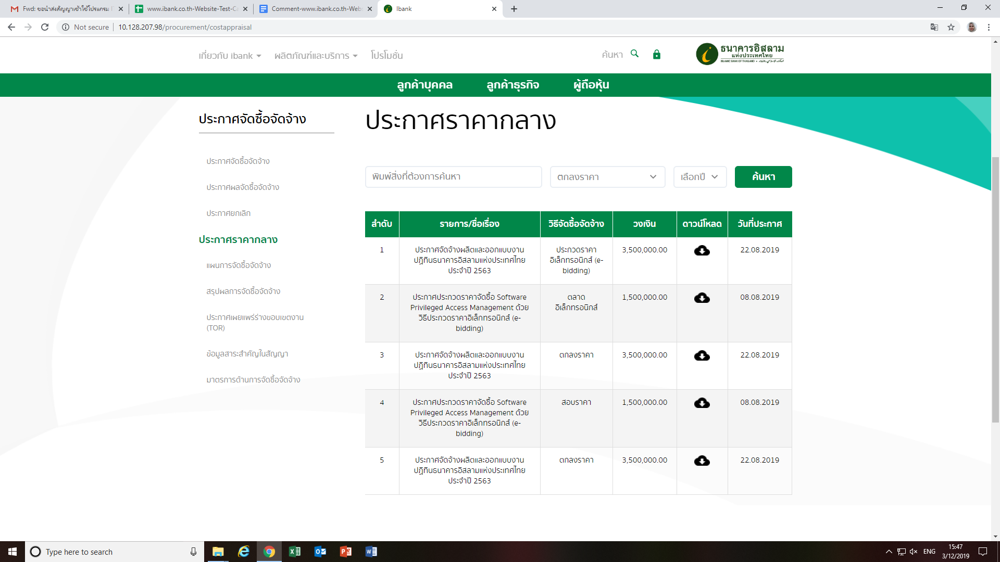 Fwd: ขอนำส่งสัญญาเช่าใช้โปรแกรม
www.ibank.co.th-Website-Test-Ca
Comment-www.ibank.co.th-Web
Ibank
Not secure
10.128.207.98/procurement/costappraisal
เกี่ยวกับ ibank
ผลิตภัณฑ์และบริการ
โปรโมชั่น
ค้นหา
ธนาคารอิสลาม
แห่งประเทศไทย
ISLAMIC BANK OF THAILAND
ลูกค้าบุคคล
ลูกค้าธุรกิจ
ผู้ถือหุ้น
ประกาศจัดซื้อจัดจ้าง
ประกาศจัดซื้อจัดจ้าง
ประกาศผลจัดซื้อจัดจ้าง
ประกาศยกเลิก
ประกาศราคากลาง
แผนการจัดซื้อจัดจ้าง
สรุปผลการจัดซื้อจัดจ้าง
ประกาศเผยแพร่ร่างขอบเขตงาน
(TOR)
ข้อมูลสาระสำคัญในสัญญา
มาตรการด้านการจัดซื้อจัดจ้าง
ประกาศราคากลาง
พิมพ์สิ่งที่ต้องการค้นหา
ตกลงราคา
เลือกปี
ค้นหา
ลำดับ
รายการ/ชื่อเรื่อง
วิธีจัดซื้อจัดจ้าง
วงเงิน
ดาวน์โหลด
วันที่ประกาศ
1
ประกาศจัดจ้างผลิตและออกแบบงาน
ปฏิทินธนาคารอิสลามแห่งประเทศไทย
ประจำปี 2563
ประกวดราคา
อิเล็กทรอนิกส์ (e-
bidding)
3,500,000.00
22.08.2019
2
ประกาศประกวดราคาจัดซื้อ Software
Privileged Access Management ด้วย
วิธีประกวดราคาอิเล็กทรอนิกส์ (e-
bidding)
ตลาด
อิเล็กทรอนิกส์
1,500,000.00
08.08.2019
3
ประกาศจัดจ้างผลิตและออกแบบงาน
ปฏิทินธนาคารอิสลามแห่งประเทศไทย
ประจำปี 2563
ตกลงราคา
3,500,000.00
22.08.2019
4
ประกาศประกวดราคาจัดซื้อ Software
Privileged Access Management ด้วย
วิธีประกวดราคาอิเล็กทรอนิกส์ (e-
bidding)
สอบราคา
1,500,000.00
08.08.2019
5
ประกาศจัดจ้างผลิตและออกแบบงาน
ปฏิทินธนาคารอิสลามแห่งประเทศไทย
ประจำปี 2563
ตกลงราคา
3,500,000.00
22.08.2019
Type here to search
ENG
15:47
3/12/2019